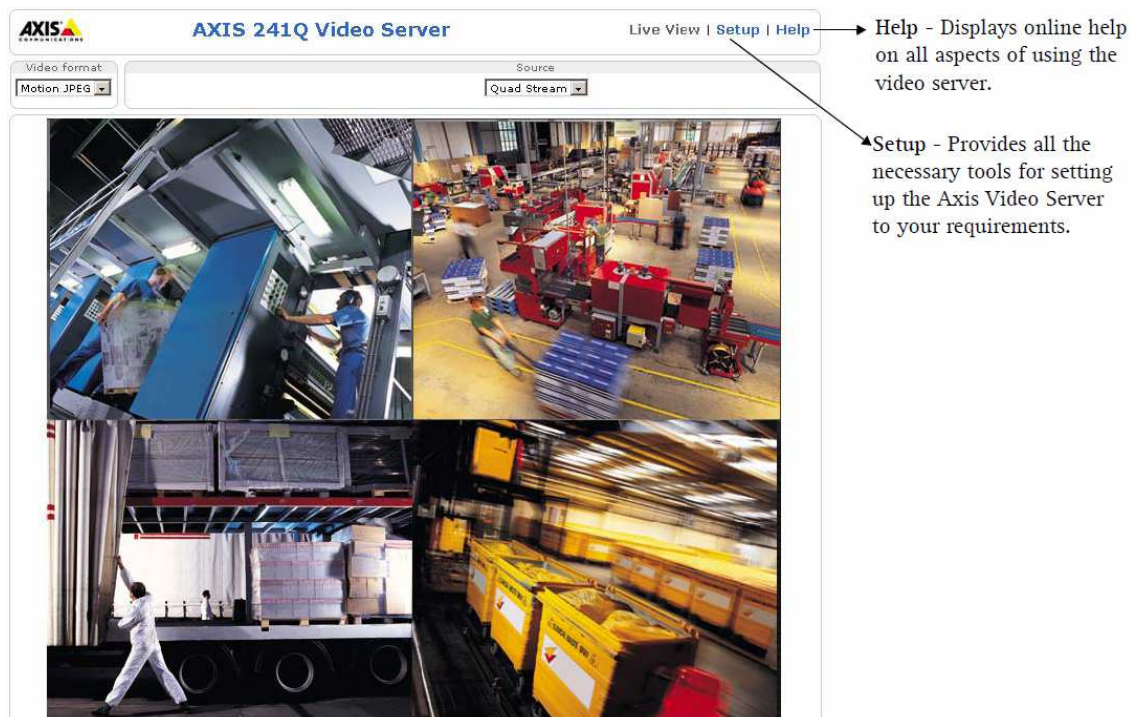 AXIS
COMMUNICATIONS
AXIS 241Q Video Server
Live View | Setup | Help
Help - Displays online help
on all aspects of using the
video server.
Video format
Motion JPEG
Source
Quad Stream
Setup - Provides all the
necessary tools for setting
up the Axis Video Server
to your requirements.